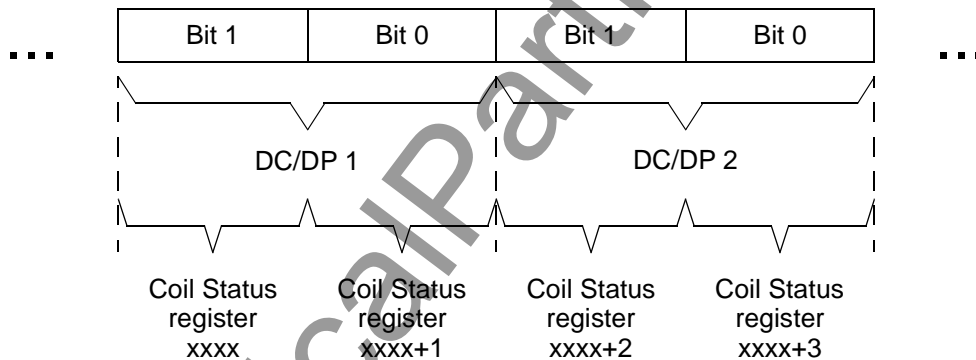 ... Bit 1 Bit 0 Bit 1 Bit 0 ...
DC/DP 1 DC/DP 2
Coil Status Coil Status Coil Status Coil Status
register register register register
xxxx xxxx+1 xxxx+2 xxxx+3